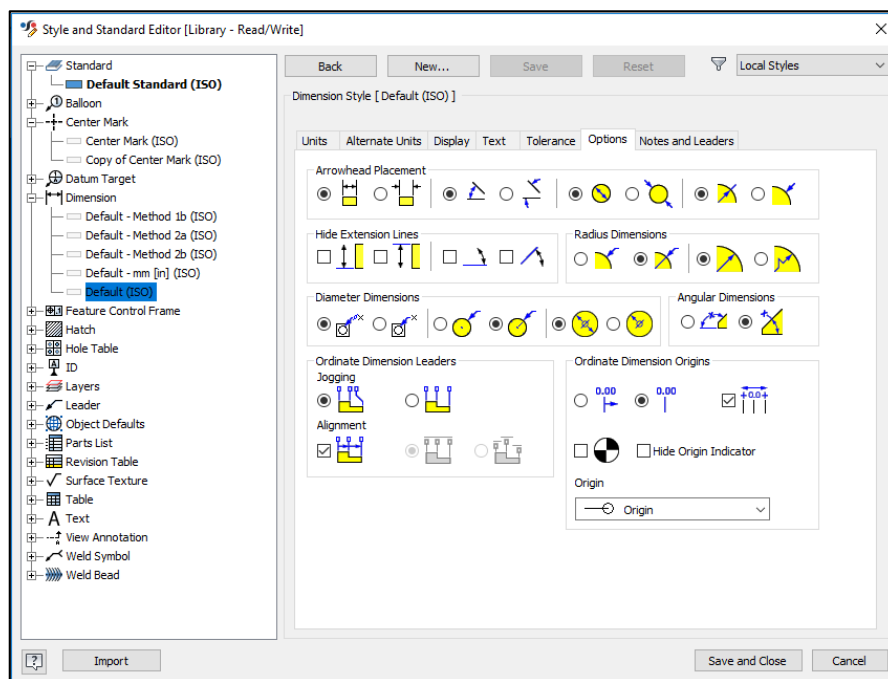 Style and Standard Editor [Library - Read/Write]
Standard
Default Standard (ISO)
Balloon
Center Mark
Center Mark (ISO)
Copy of Center Mark (ISO)
Datum Target
Dimension
Default - Method 1b (ISO)
Default - Method 2a (ISO)
Default - Method 2b (ISO)
Default - mm [in] (ISO)
Default (ISO)
Feature Control Frame
Hatch
Hole Table
ID
Layers
Leader
Object Defaults
Parts List
Revision Table
Surface Texture
Table
Text
View Annotation
Weld Symbol
Weld Bead
Back New... Save Reset Local Styles
Dimension Style [ Default (ISO) ]
Units Alternate Units Display Text Tolerance Options Notes and Leaders
Arrowhead Placement
Hide Extension Lines Radius Dimensions
Diameter Dimensions Angular Dimensions
Ordinate Dimension Leaders Ordinate Dimension Origins
Jogging
0.00 0.00 +0.0+
Alignment
Hide Origin Indicator
Origin
Origin
Import Save and Close Cancel